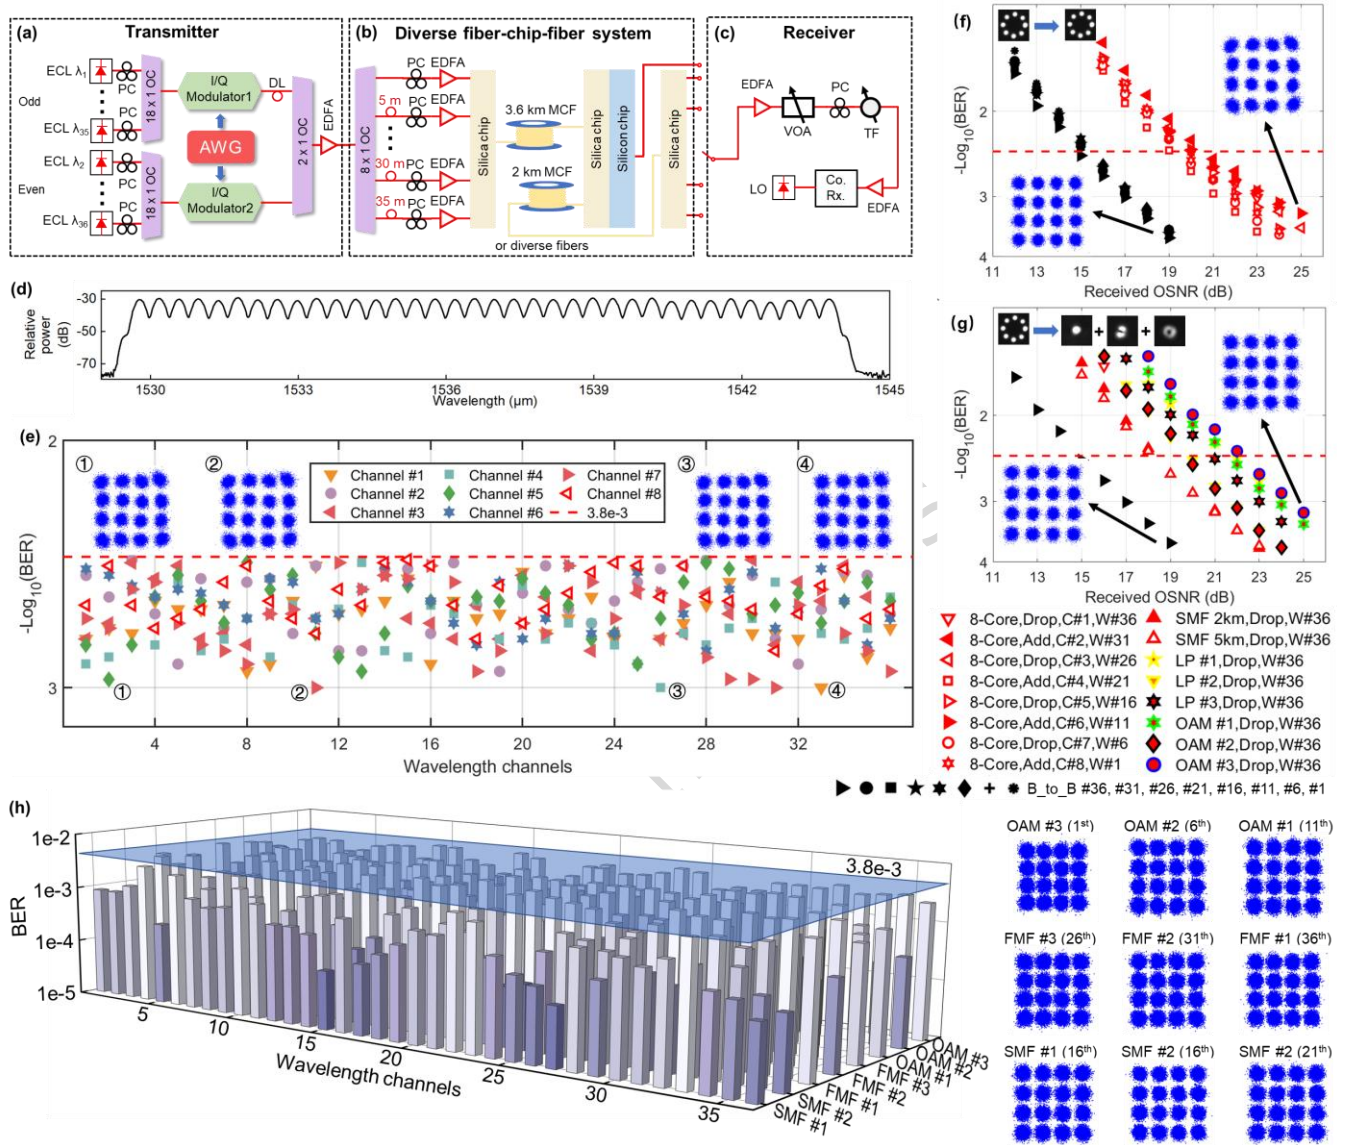 (a) Transmitter
ECL λ1
PC
Odd
PC
ECL λ35
ECL λ2
PC
Even
PC
ECL λ36
18 x 1 OC
18 x 1 OC
I/Q
Modulator1
AWG
I/Q
Modulator2
DL
2 x 1 OC
EDFA
(b) Diverse fiber-chip-fiber system
8 x 1 OC
PC EDFA
5 m PC EDFA
30 m PC EDFA
35 m PC EDFA
Silica chip
3.6 km MCF
2 km MCF
or diverse fibers
Silica chip
Silicon chip
Silica chip
(c) Receiver
EDFA
VOA
PC
TF
LO
Co.
Rx.
EDFA
(d)
Relative
power
(dB)
-30
-50
-70
1530 1533 1536 1539 1542 1545
Wavelength (μm)
(e)
2
3
-Log10(BER)
① ② ③ ④
Channel #1 Channel #4 Channel #7
Channel #2 Channel #5 Channel #8
Channel #3 Channel #6 3.8e-3
① ② ③ ④
4 8 12 16 20 24 28 32
Wavelength channels
(f)
-Log10(BER)
2
3
4
11 13 15 17 19 21 23 25
Received OSNR (dB)
(g)
+ +
-Log10(BER)
2
3
4
11 13 15 17 19 21 23 25
Received OSNR (dB)
8-Core,Drop,C#1,W#36 SMF 2km,Drop,W#36
8-Core,Add,C#2,W#31 SMF 5km,Drop,W#36
8-Core,Drop,C#3,W#26 LP #1,Drop,W#36
8-Core,Add,C#4,W#21 LP #2,Drop,W#36
8-Core,Drop,C#5,W#16 LP #3,Drop,W#36
8-Core,Add,C#6,W#11 OAM #1,Drop,W#36
8-Core,Drop,C#7,W#6 OAM #2,Drop,W#36
8-Core,Add,C#8,W#1 OAM #3,Drop,W#36
B_to_B #36, #31, #26, #21, #16, #11, #6, #1
(h)
1e-2
1e-3
1e-4
1e-5
BER
3.8e-3
5 10 15 20 25 30 35
Wavelength channels
OAM #3
OAM #2
OAM #1
FMF #3
FMF #2
FMF #1
SMF #2
SMF #1
OAM #3 (1st) OAM #2 (6th) OAM #1 (11th)
FMF #3 (26th) FMF #2 (31th) FMF #1 (36th)
SMF #1 (16th) SMF #2 (16th) SMF #2 (21th)